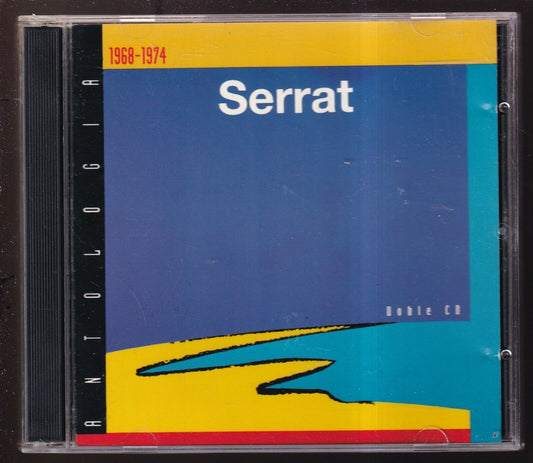 1968-1974
Serrat
ANTOLOGIA
Doble CD